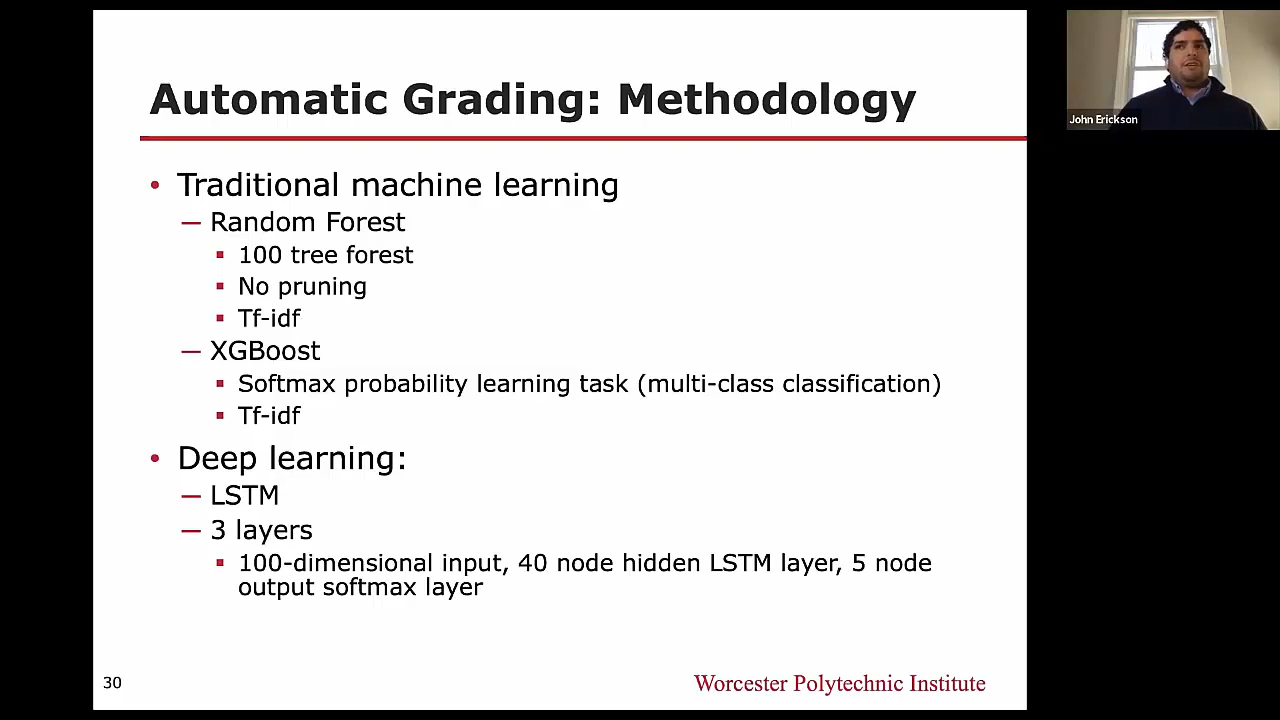 Automatic Grading: Methodology
• Traditional machine learning
— Random Forest
▪ 100 tree forest
▪ No pruning
▪ Tf-idf
— XGBoost
▪ Softmax probability learning task (multi-class classification)
▪ Tf-idf
• Deep learning:
— LSTM
— 3 layers
▪ 100-dimensional input, 40 node hidden LSTM layer, 5 node
output softmax layer
30
Worcester Polytechnic Institute
John Erickson